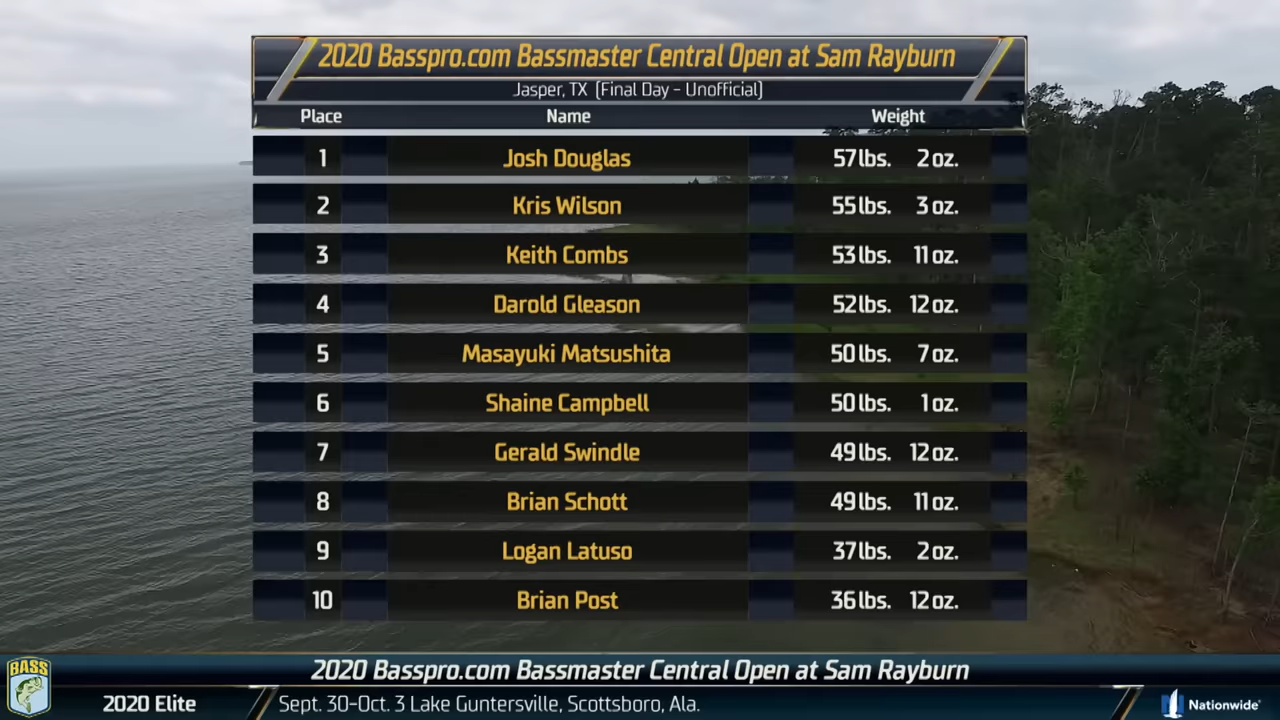 2020 Basspro.com Bassmaster Central Open at Sam Rayburn
Jasper, TX (Final Day - Unofficial)
Place Name Weight
1 Josh Douglas 57 lbs. 2 oz.
2 Kris Wilson 55 lbs. 3 oz.
3 Keith Combs 53 lbs. 11 oz.
4 Darold Gleason 52 lbs. 12 oz.
5 Masayuki Matsushita 50 lbs. 7 oz.
6 Shaine Campbell 50 lbs. 1 oz.
7 Gerald Swindle 49 lbs. 12 oz.
8 Brian Schott 49 lbs. 11 oz.
9 Logan Latuso 37 lbs. 2 oz.
10 Brian Post 36 lbs. 12 oz.
BASS
2020 Basspro.com Bassmaster Central Open at Sam Rayburn
2020 Elite Sept. 30-Oct. 3 Lake Guntersville, Scottsboro, Ala.
Nationwide